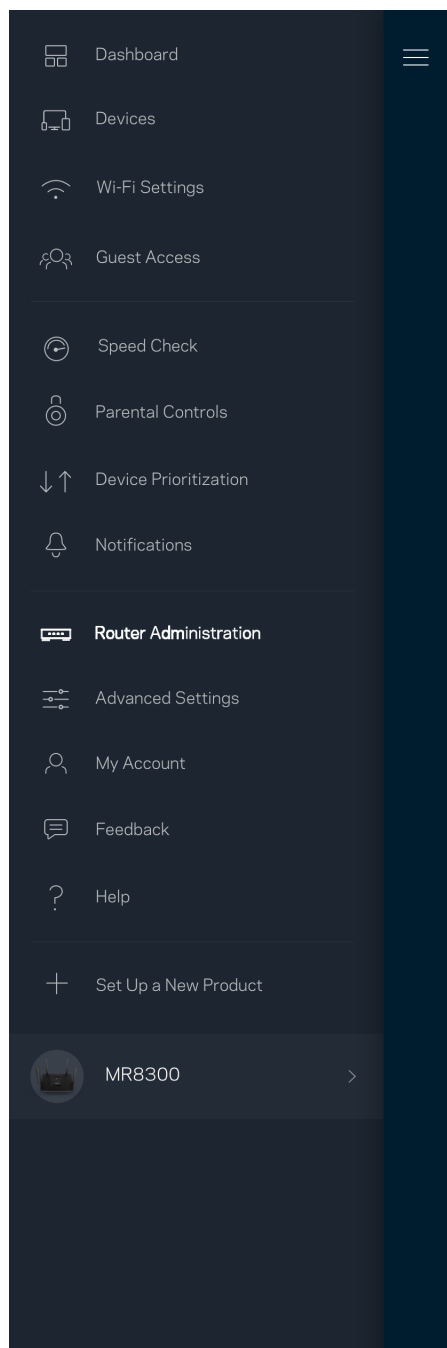 Dashboard
Devices
Wi-Fi Settings
Guest Access
Speed Check
Parental Controls
Device Prioritization
Notifications
Router Administration
Advanced Settings
My Account
Feedback
Help
Set Up a New Product
MR8300